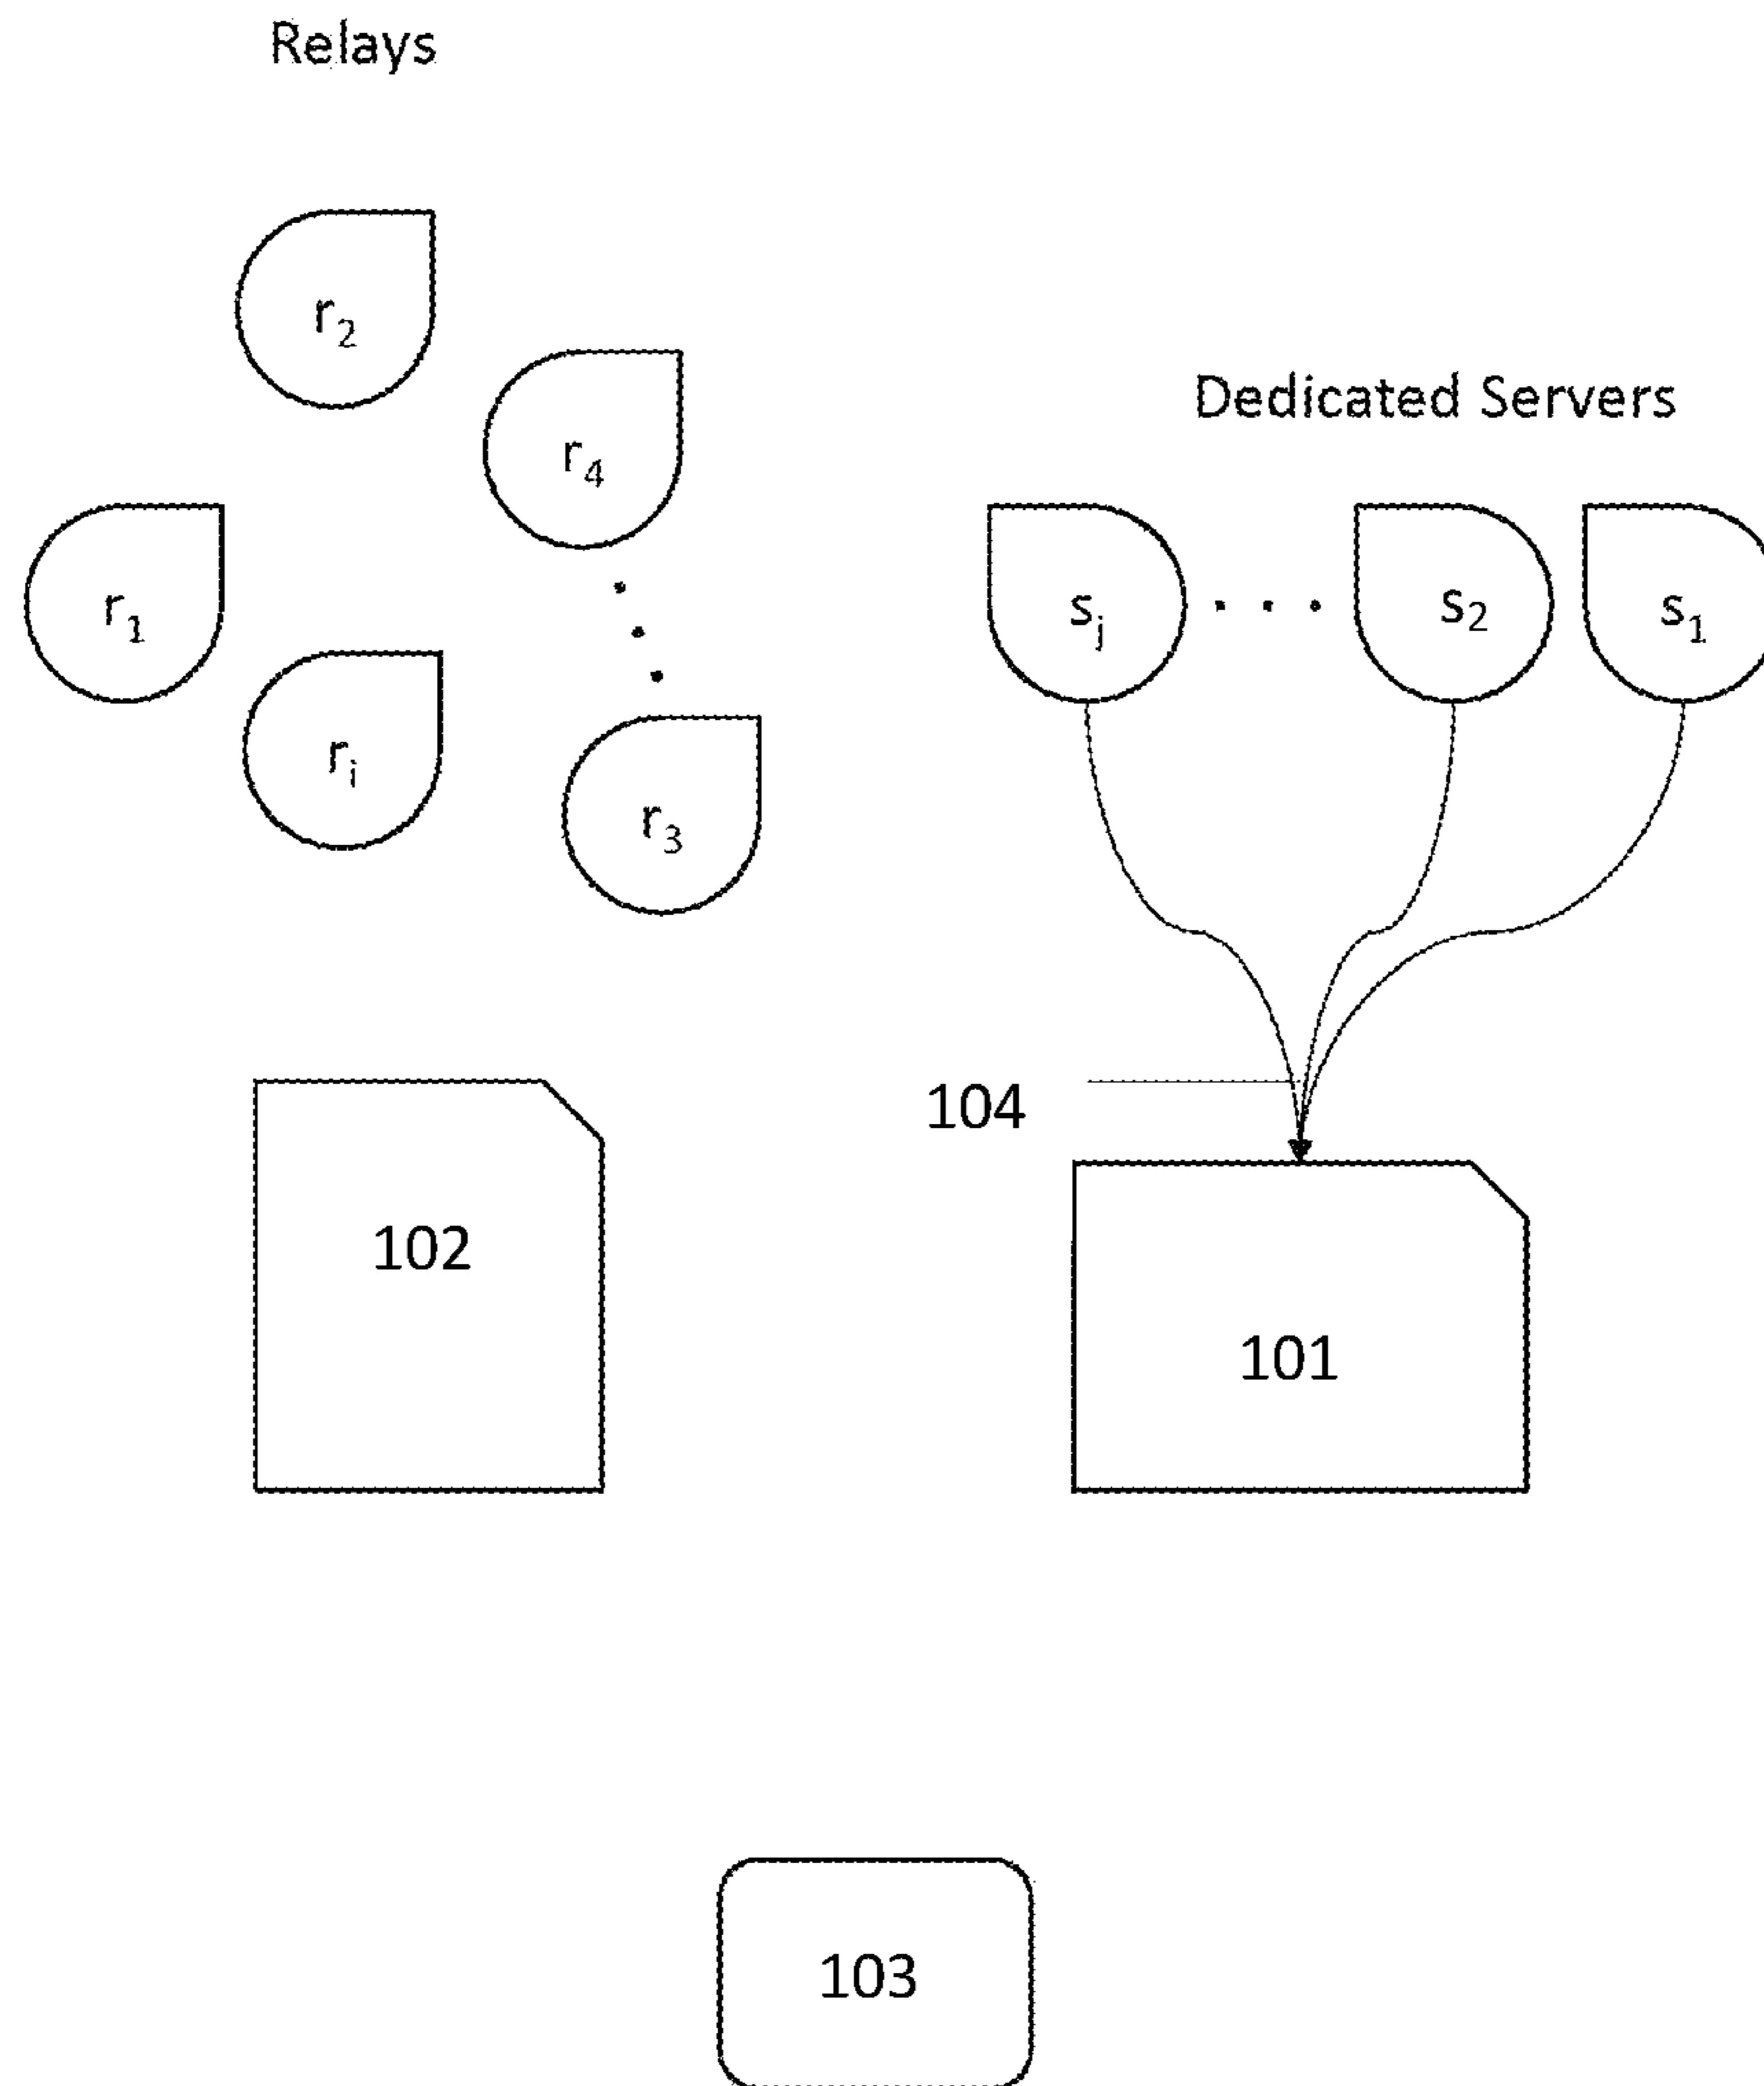 Relays
r2
r4
Dedicated Servers
r1
sj
. . .
s2
s1
ri
r3
104
102
101
103